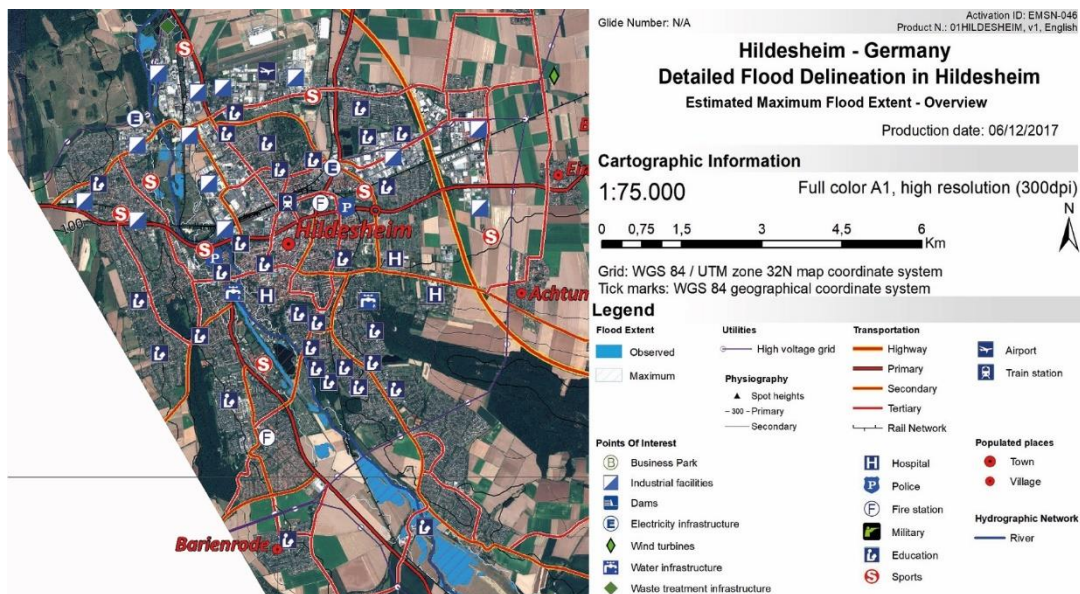 100
Hildesheim
Achtun
Barienrode
Glide Number: N/A
Activation ID: EMSN-046
Product N.: 01HILDESHEIM, v1, English
Hildesheim - Germany
Detailed Flood Delineation in Hildesheim
Estimated Maximum Flood Extent - Overview
Production date: 06/12/2017
Cartographic Information
1:75.000
Full color A1, high resolution (300dpi)
N
0 0,75 1,5 3 4,5 6
Km
Grid: WGS 84 / UTM zone 32N map coordinate system
Tick marks: WGS 84 geographical coordinate system
Legend
Flood Extent
Observed
Maximum
Utilities
High voltage grid
Physiography
Spot heights
300 Primary
Secondary
Transportation
Highway
Primary
Secondary
Tertiary
Rail Network
Airport
Train station
Points Of Interest
B Business Park
Industrial facilities
Dams
E Electricity infrastructure
Wind turbines
Water infrastructure
Waste treatment infrastructure
H Hospital
P Police
F Fire station
Military
Education
S Sports
Populated places
Town
Village
Hydrographic Network
River